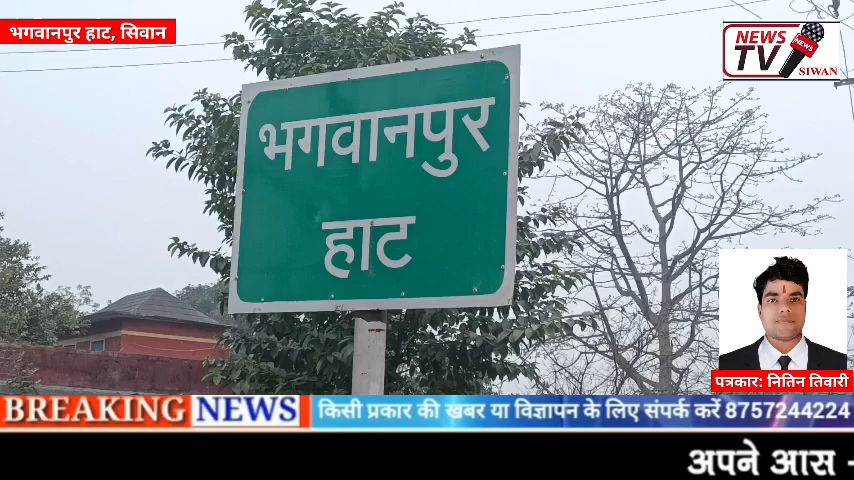 भगवानपुर हाट, सिवान
NEWS
TV
NEWS
SIWAN
भगवानपुर
हाट
पत्रकार: नितिन तिवारी
BREAKING NEWS
किसी प्रकार की खबर या विज्ञापन के लिए संपर्क करें 8757244224
अपने आस -